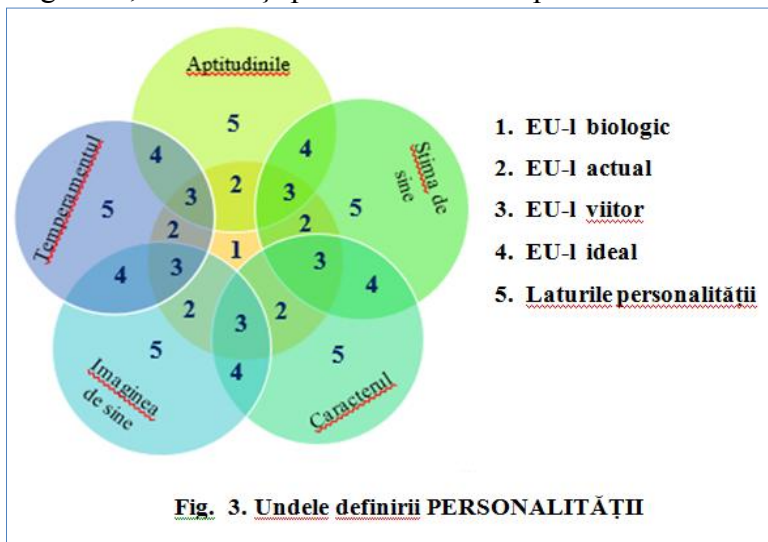 Aptitudinile
5
4
4
Temperamentul
Stima de
sine
3
2
3
5
5
2
2
1
4
3
3
4
2
2
3
5
5
4
Imaginea
de sine
Caracterul
1. EU-l biologic
2. EU-l actual
3. EU-l viitor
4. EU-l ideal
5. Laturile personalității
Fig. 3. Undele definirii PERSONALITĂȚII